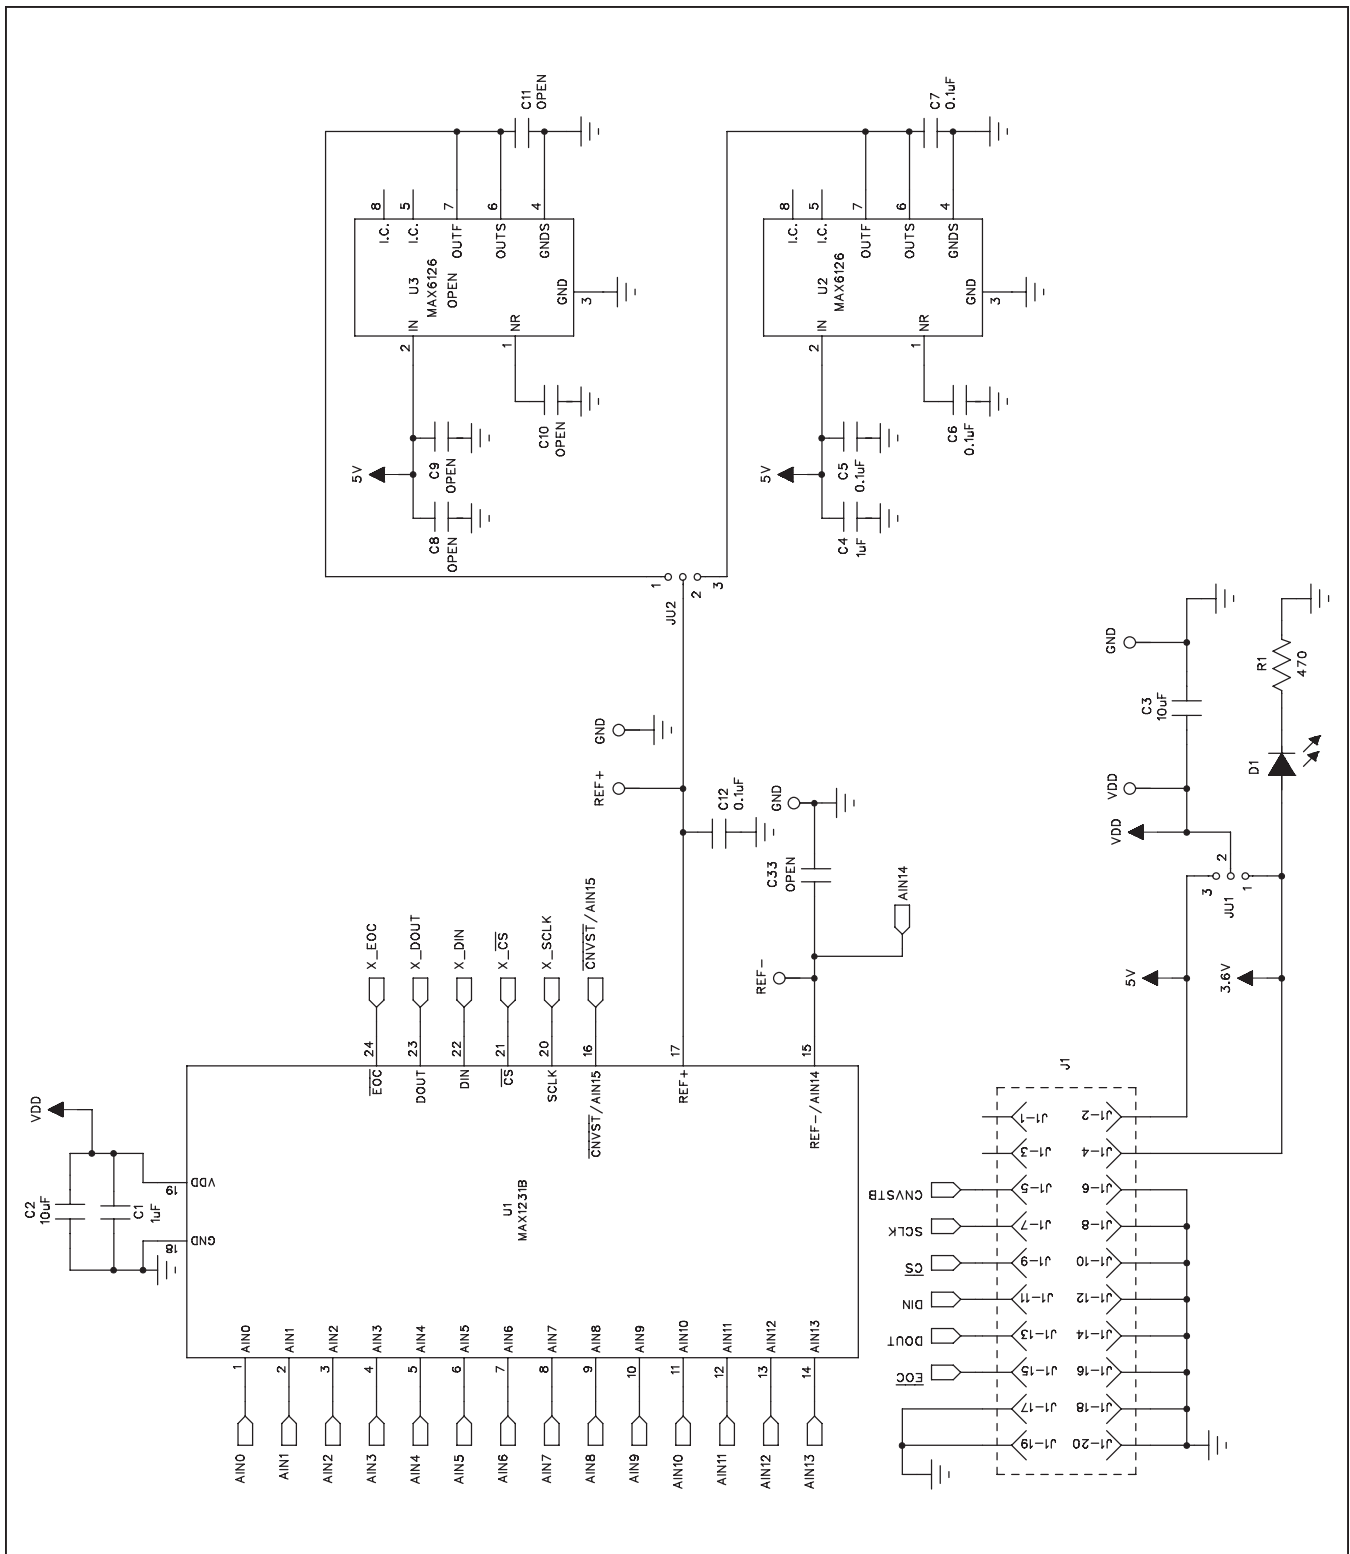 VDD
C2
10uF
C1
1uF
19
VDD
18
GND
U1
MAX1231B
AIN0
1
AIN0
AIN1
2
AIN1
AIN2
3
AIN2
AIN3
4
AIN3
AIN4
5
AIN4
AIN5
6
AIN5
AIN6
7
AIN6
AIN7
8
AIN7
AIN8
9
AIN8
AIN9
10
AIN9
AIN10
11
AIN10
AIN11
12
AIN11
AIN12
13
AIN12
AIN13
14
AIN13
EOC
24
X_EOC
DOUT
23
X_DOUT
DIN
22
X_DIN
CS
21
X_CS
SCLK
20
X_SCLK
CNVST/AIN15
16
CNVST/AIN15
REF+
17
REF-/AIN14
15
REF+
GND
C12
0.1uF
REF-
C33
OPEN
GND
AIN14
JU2
1
2
3
5V
C8
OPEN
C9
OPEN
C10
OPEN
2
IN
1
NR
U3
MAX6126
OPEN
I.C.
8
I.C.
5
OUTF
7
OUTS
6
GNDS
4
GND
3
C11
OPEN
5V
C4
1uF
C5
0.1uF
C6
0.1uF
2
IN
1
NR
U2
MAX6126
I.C.
8
I.C.
5
OUTF
7
OUTS
6
GNDS
4
GND
3
C7
0.1uF
J1
J1-1
J1-2
J1-3
J1-4
CNVSTB
J1-5
J1-6
SCLK
J1-7
J1-8
CS
J1-9
J1-10
DIN
J1-11
J1-12
DOUT
J1-13
J1-14
EOC
J1-15
J1-16
J1-17
J1-18
J1-19
J1-20
5V
3.6V
JU1
3
2
1
VDD
VDD
C3
10uF
GND
D1
R1
470